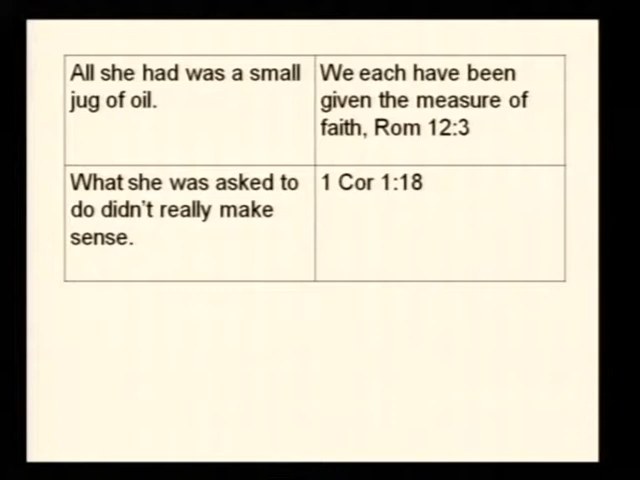 All she had was a small
jug of oil.
We each have been
given the measure of
faith, Rom 12:3
What she was asked to
do didn't really make
sense.
1 Cor 1:18